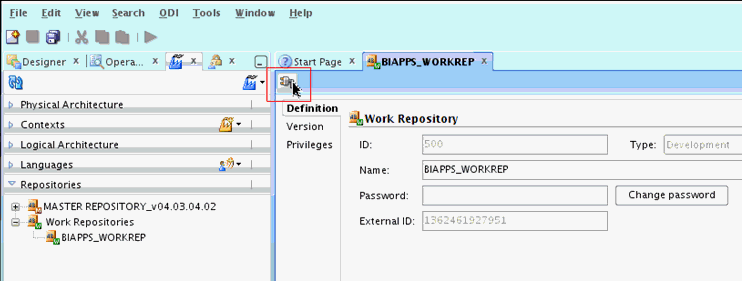 File Edit View Search ODI Tools Window Help
Designer x Opera... x x x Start Page x BIAPPS_WORKREP x
Physical Architecture
Contexts
Logical Architecture
Languages
Repositories
MASTER REPOSITORY_v04.03.04.02
Work Repositories
BIAPPS_WORKREP
Definition
Version
Privileges
Work Repository
ID: 500 Type: Development
Name: BIAPPS_WORKREP
Password: Change password
External ID: 1362461927951